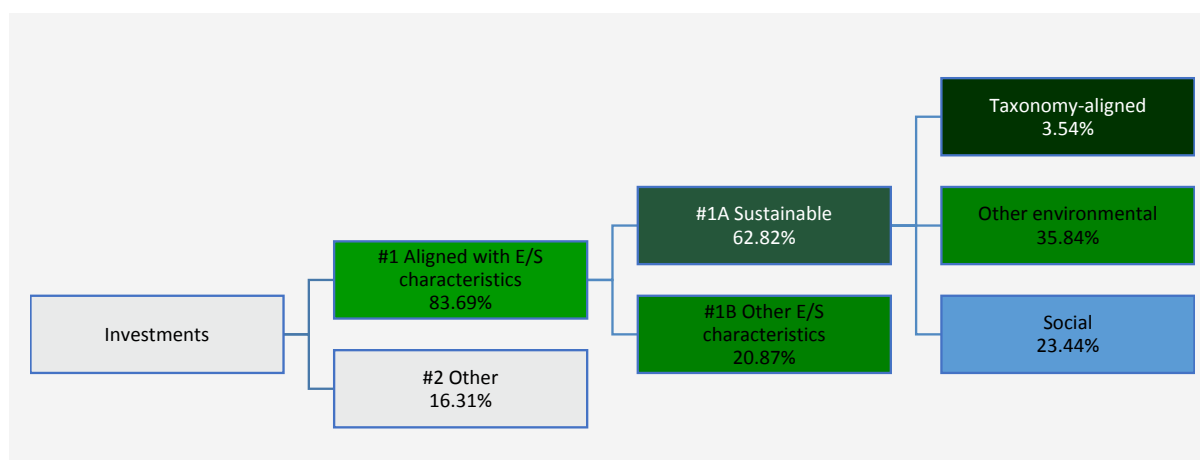 Investments
#1 Aligned with E/S
characteristics
83.69%
#2 Other
16.31%
#1A Sustainable
62.82%
#1B Other E/S
characteristics
20.87%
Taxonomy-aligned
3.54%
Other environmental
35.84%
Social
23.44%